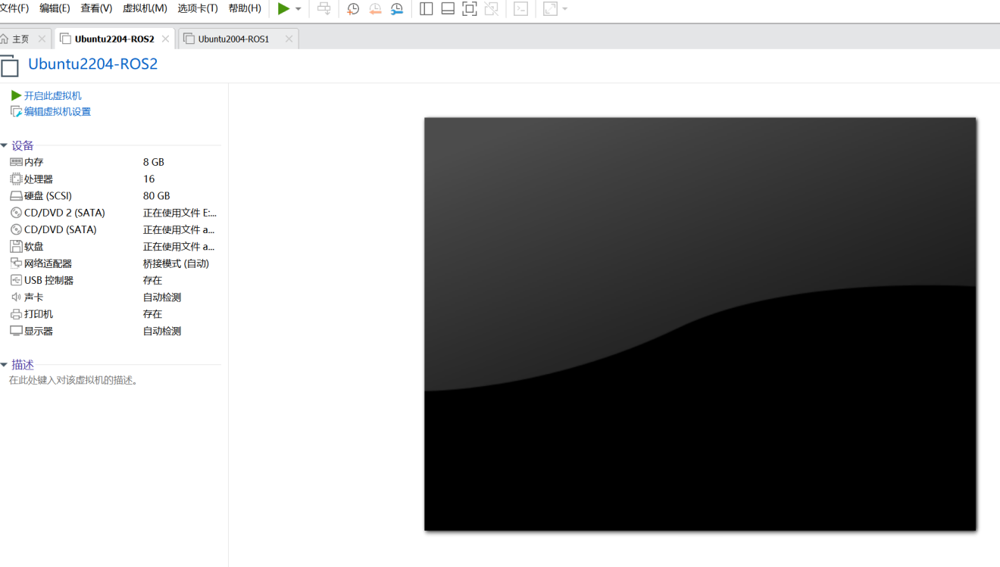 文件(F) 编辑(E) 查看(V) 虚拟机(M) 选项卡(T) 帮助(H)
主页 Ubuntu2204-ROS2 Ubuntu2004-ROS1
Ubuntu2204-ROS2
开启此虚拟机
编辑虚拟机设置
设备
内存 8 GB
处理器 16
硬盘 (SCSI) 80 GB
CD/DVD 2 (SATA) 正在使用文件 E:...
CD/DVD (SATA) 正在使用文件 a...
软盘 正在使用文件 a...
网络适配器 桥接模式 (自动)
USB 控制器 存在
声卡 自动检测
打印机 存在
显示器 自动检测
描述
在此处键入对该虚拟机的描述。